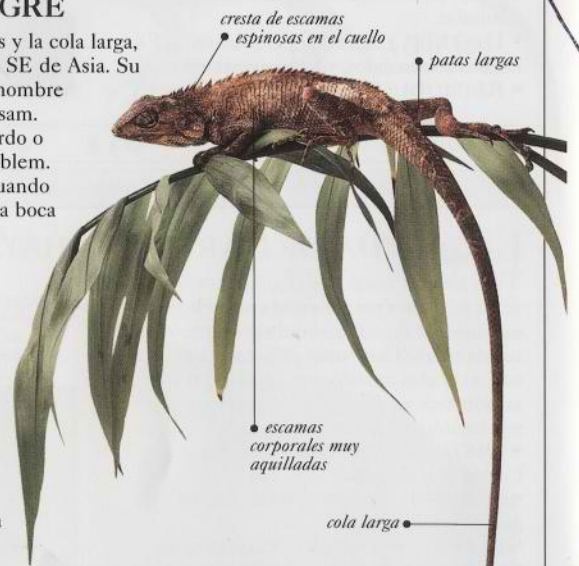 GRE
s y la cola larga,
SE de Asia. Su
nombre
sam.
rdo o
blem.
uando
a boca
cresta de escamas
espinosas en el cuello
patas largas
escamas
corporales muy
aquilladas
cola larga